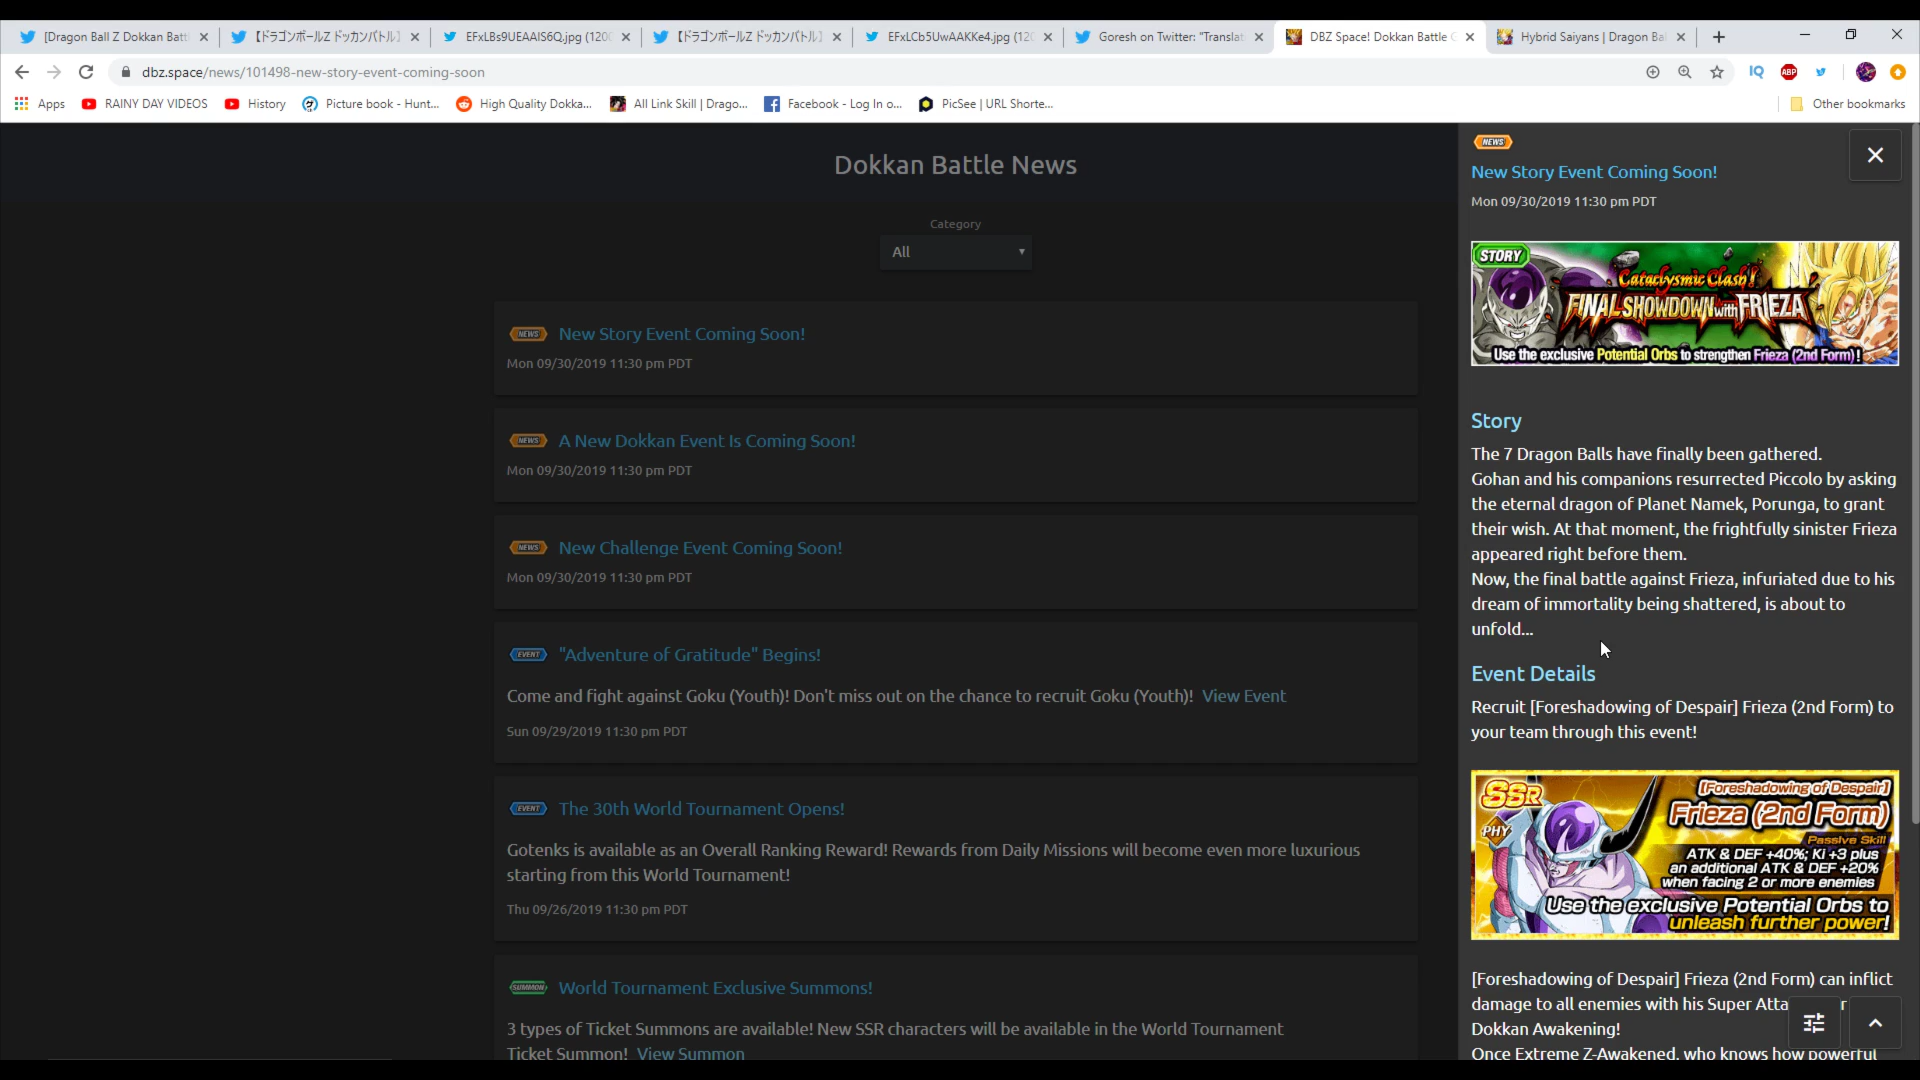 [Dragon Ball Z Dokkan Battl
【ドラゴンボールZ ドッカンバトル】
EFxLBs9UEAAIS6Q.jpg (120
【ドラゴンボールZ ドッカンバトル】
EFxLCb5UwAAKKe4.jpg (12
Goresh on Twitter: "Translat
DBZ Space! Dokkan Battle G
Hybrid Saiyans | Dragon Ba
dbz.space/news/101498-new-story-event-coming-soon
IQ
ABP
Apps
RAINY DAY VIDEOS
History
Picture book - Hunt...
High Quality Dokka...
All Link Skill | Drago...
Facebook - Log In o...
PicSee | URL Shorte...
Other bookmarks
Dokkan Battle News
Category
All
NEWS New Story Event Coming Soon!
Mon 09/30/2019 11:30 pm PDT
NEWS A New Dokkan Event Is Coming Soon!
Mon 09/30/2019 11:30 pm PDT
NEWS New Challenge Event Coming Soon!
Mon 09/30/2019 11:30 pm PDT
EVENT "Adventure of Gratitude" Begins!
Come and fight against Goku (Youth)! Don't miss out on the chance to recruit Goku (Youth)! View Event
Sun 09/29/2019 11:30 pm PDT
EVENT The 30th World Tournament Opens!
Gotenks is available as an Overall Ranking Reward! Rewards from Daily Missions will become even more luxurious
starting from this World Tournament!
Thu 09/26/2019 11:30 pm PDT
SUMMON World Tournament Exclusive Summons!
3 types of Ticket Summons are available! New SSR characters will be available in the World Tournament
Ticket Summon! View Summon
NEWS
New Story Event Coming Soon!
Mon 09/30/2019 11:30 pm PDT
STORY
Cataclysmic Clash!
FINAL SHOWDOWN with FRIEZA
Use the exclusive Potential Orbs to strengthen Frieza (2nd Form)!
Story
The 7 Dragon Balls have finally been gathered.
Gohan and his companions resurrected Piccolo by asking
the eternal dragon of Planet Namek, Porunga, to grant
their wish. At that moment, the frightfully sinister Frieza
appeared right before them.
Now, the final battle against Frieza, infuriated due to his
dream of immortality being shattered, is about to
unfold...
Event Details
Recruit [Foreshadowing of Despair] Frieza (2nd Form) to
your team through this event!
SSR
PHY
[Foreshadowing of Despair]
Frieza (2nd Form)
Passive Skill
ATK & DEF +40%; Ki +3 plus
an additional ATK & DEF +20%
when facing 2 or more enemies
Use the exclusive Potential Orbs to
unleash further power!
[Foreshadowing of Despair] Frieza (2nd Form) can inflict
damage to all enemies with his Super Atta r
Dokkan Awakening!
Once Extreme Z-Awakened, who knows how powerful